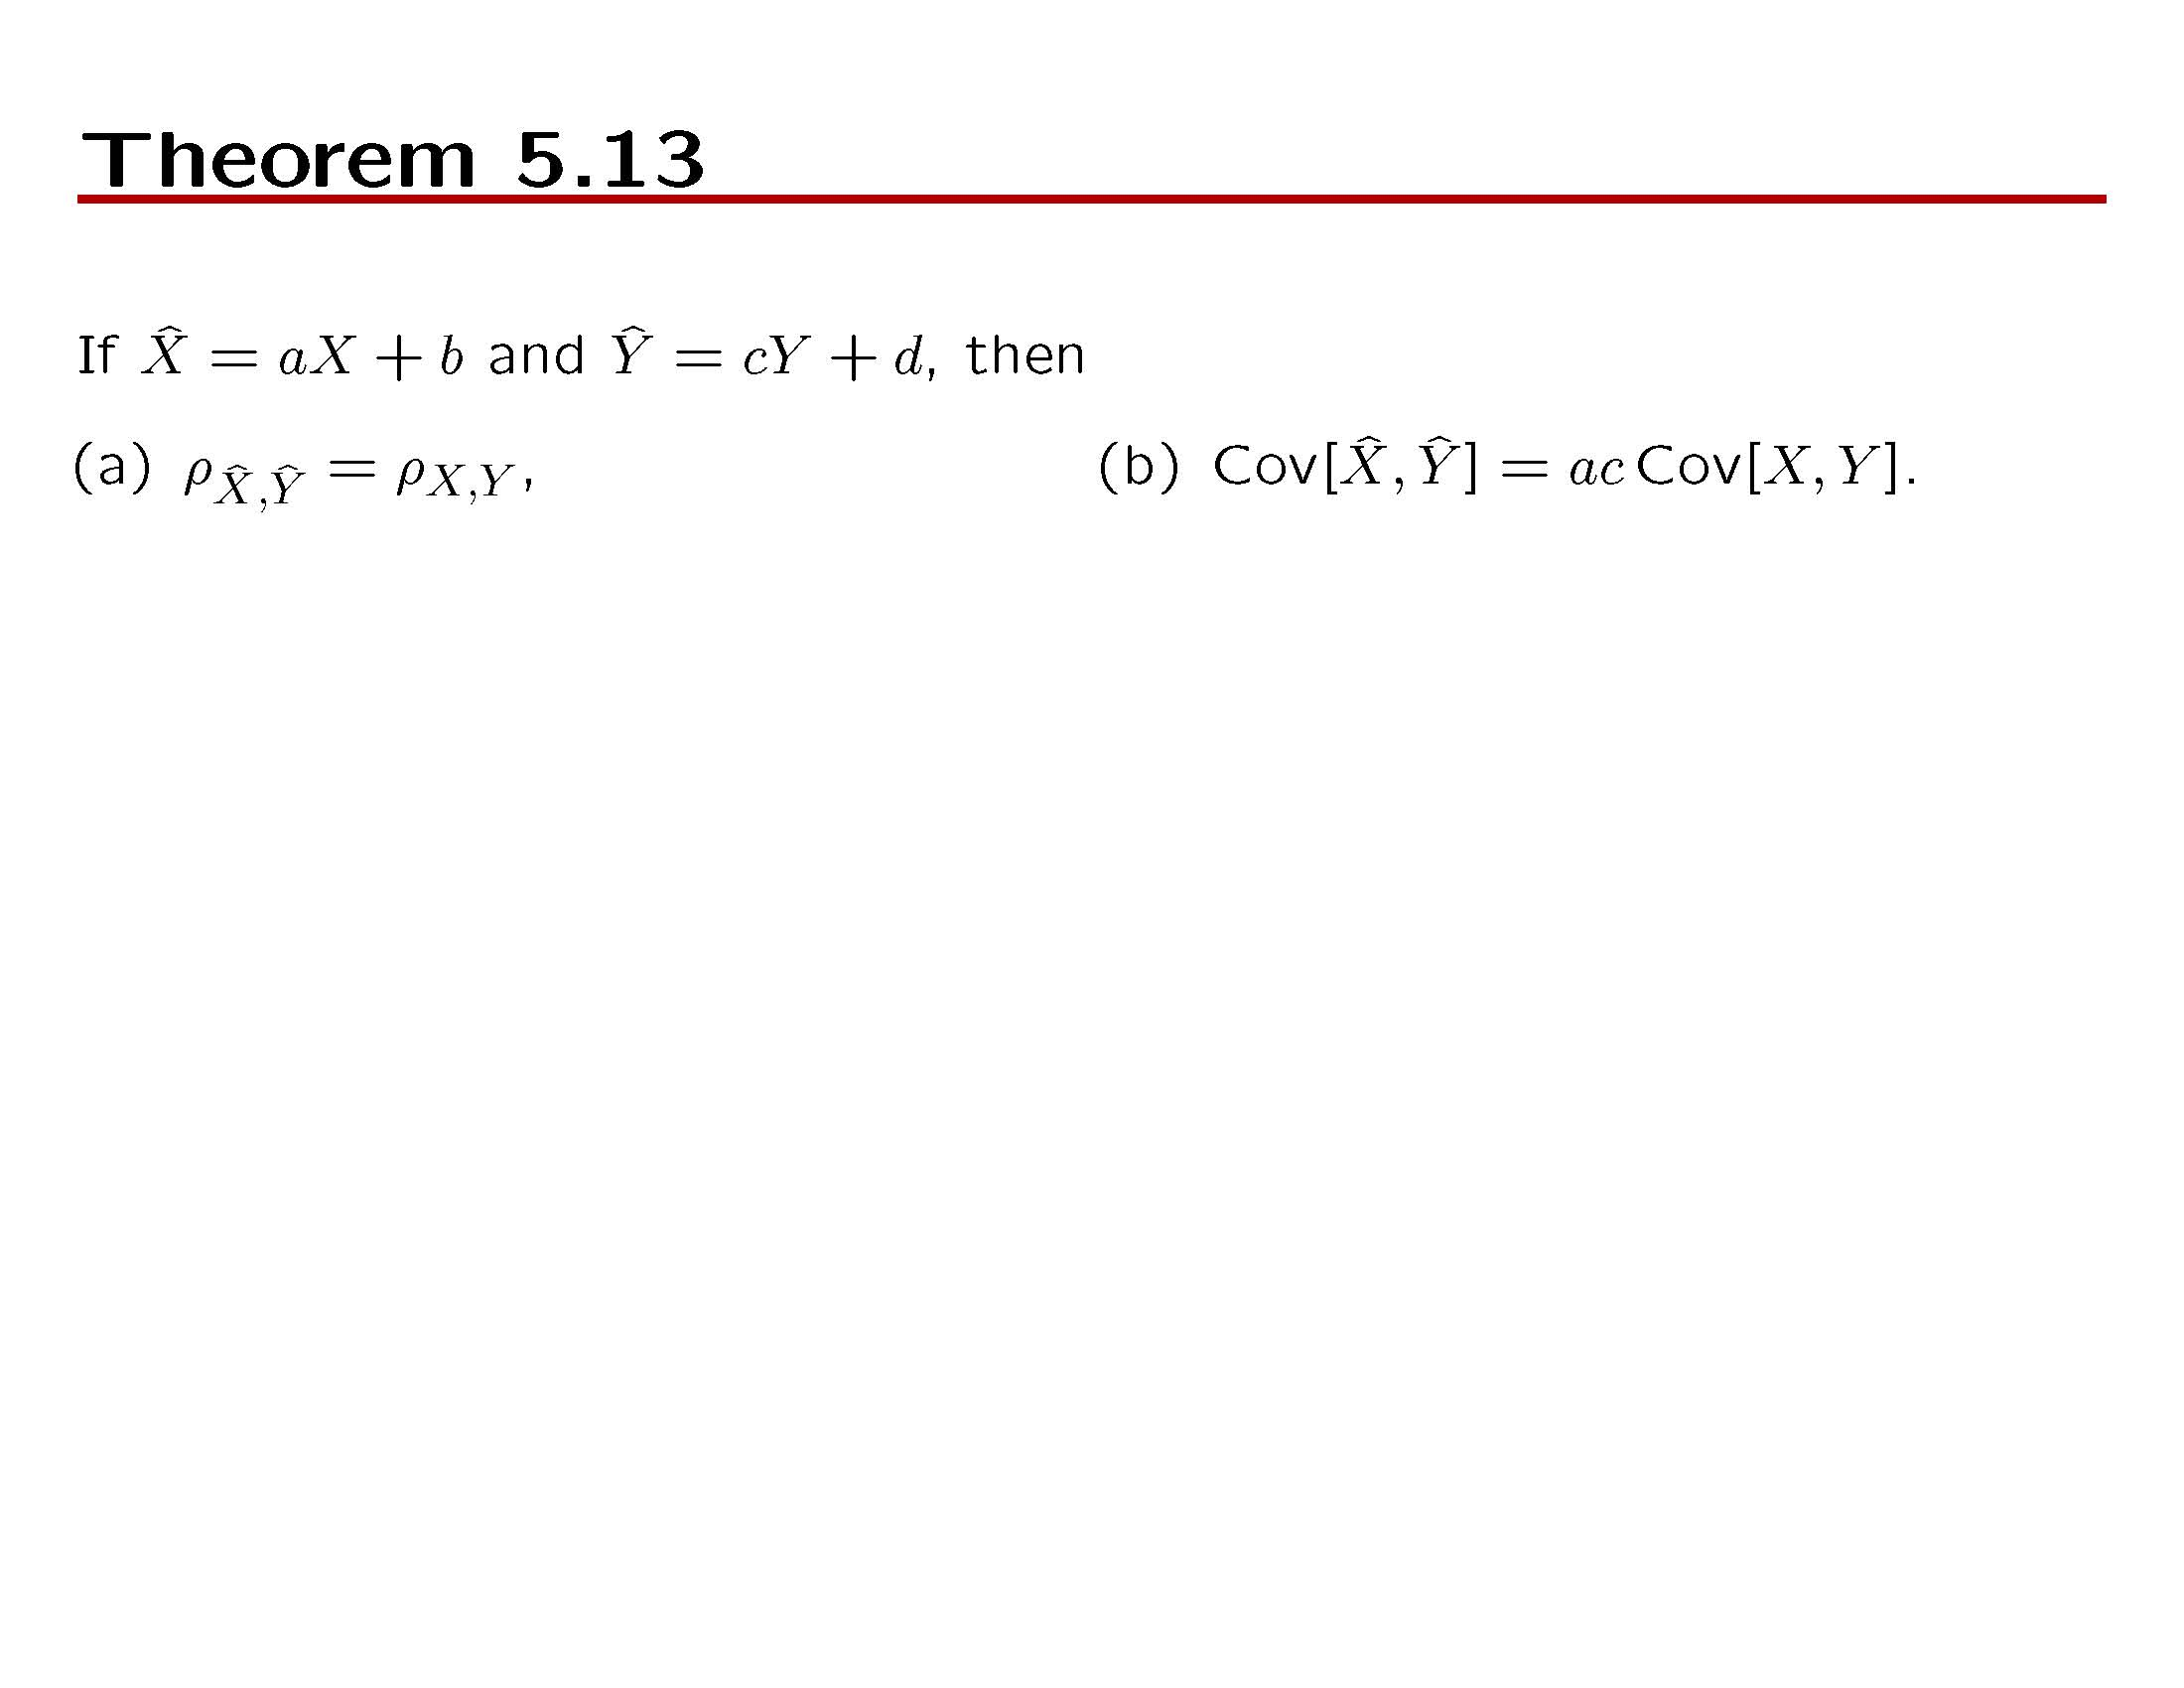 Theorem 5.13
If X̂ = aX + b and Ŷ = cY + d, then
(a) ρ_{X̂,Ŷ} = ρ_{X,Y}, (b) Cov[X̂, Ŷ] = ac Cov[X, Y].